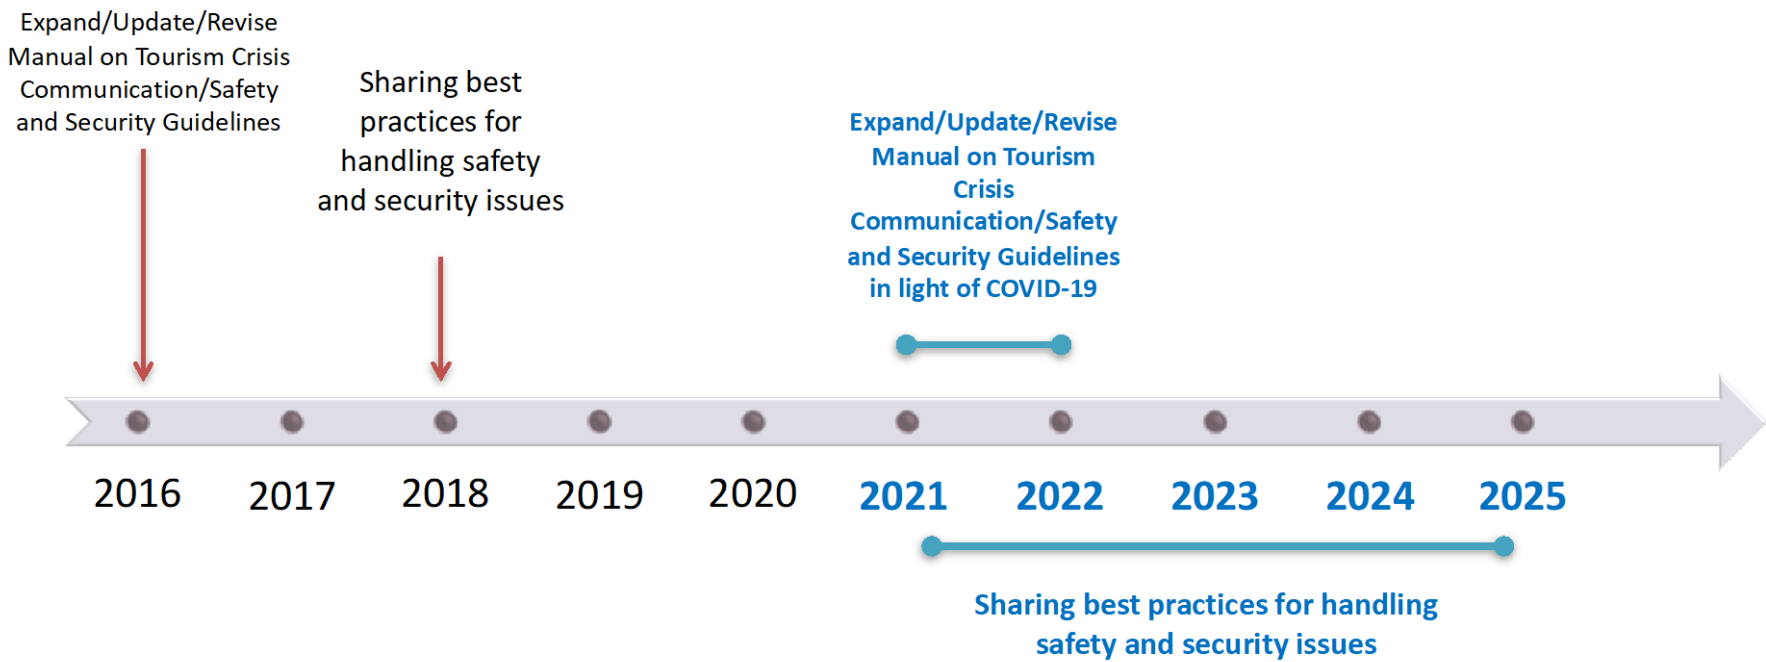 Expand/Update/Revise
Manual on Tourism Crisis
Communication/Safety
and Security Guidelines
Sharing best
practices for
handling safety
and security issues
Expand/Update/Revise
Manual on Tourism
Crisis
Communication/Safety
and Security Guidelines
in light of COVID-19
2016 2017 2018 2019 2020 2021 2022 2023 2024 2025
Sharing best practices for handling
safety and security issues